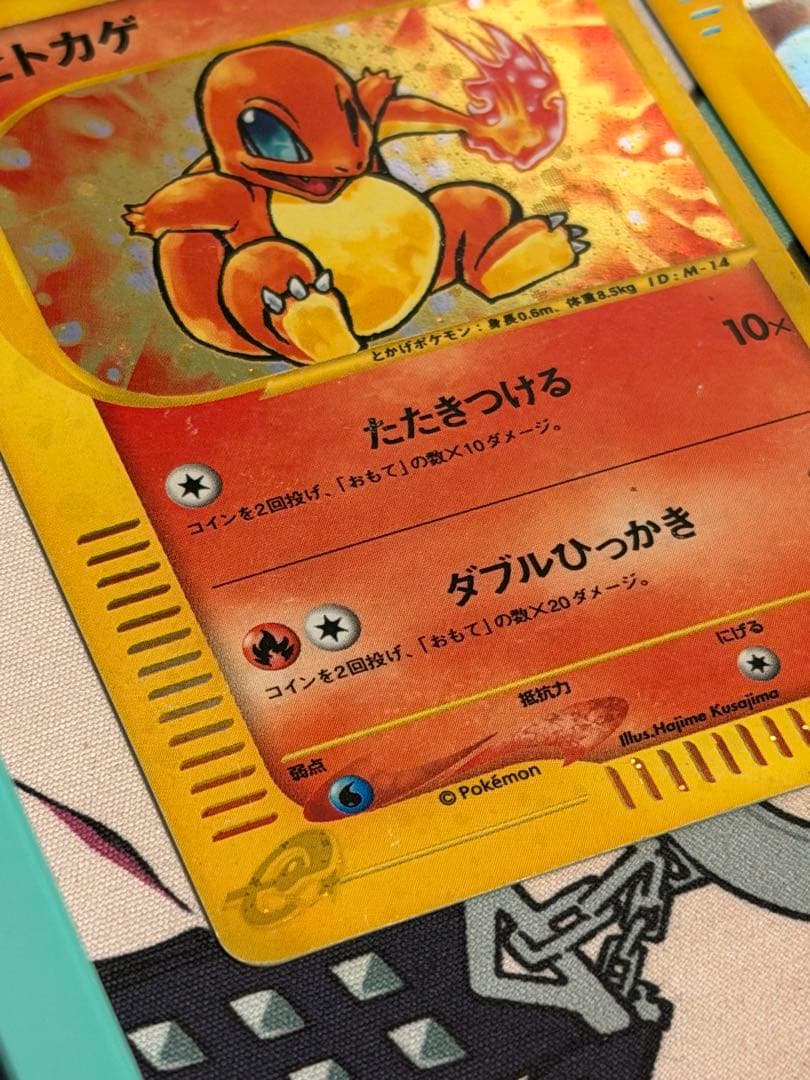 ヒトカゲ
とかげポケモン：身長0.6m、体重8.5kg ID:M-14
10×
たたきつける
コインを2回投げ、「おもて」の数×10ダメージ。
ダブルひっかき
コインを2回投げ、「おもて」の数×20ダメージ。
弱点
抵抗力
にげる
Illus.Hajime Kusajima
©Pokémon
e